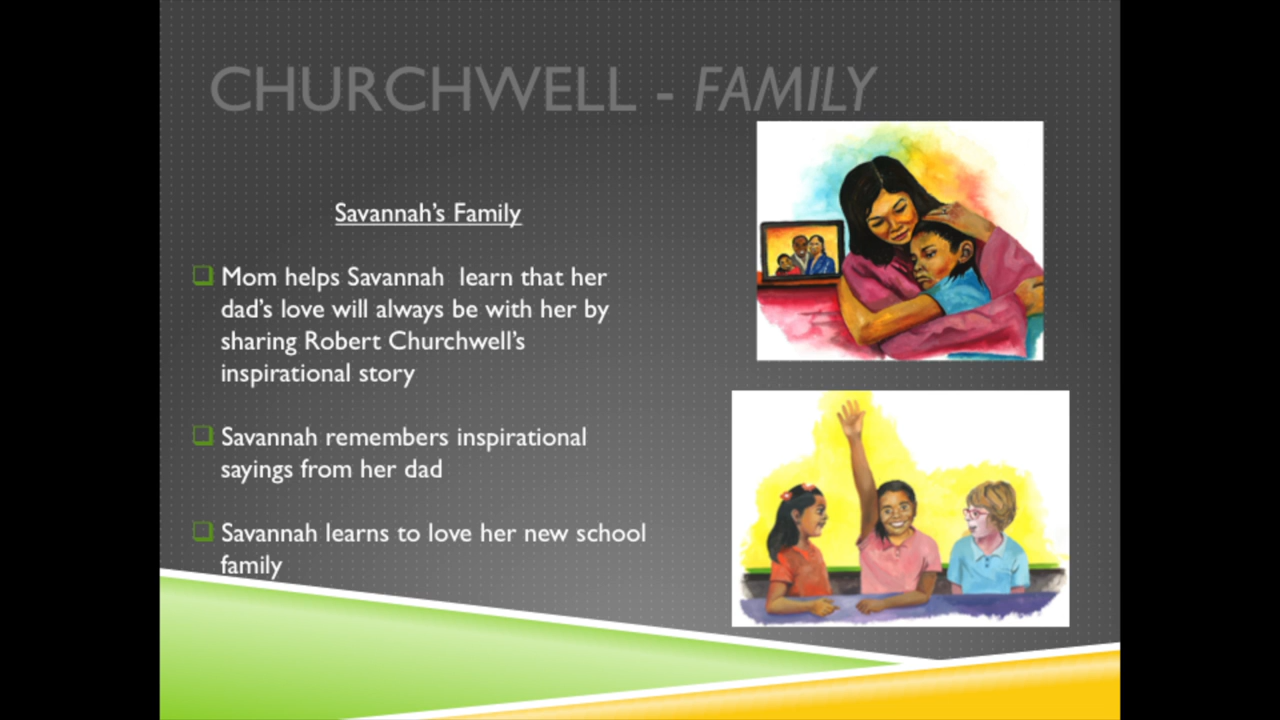 CHURCHWELL - FAMILY
Savannah's Family
Mom helps Savannah  learn that her
dad's love will always be with her by
sharing Robert Churchwell's
inspirational story
Savannah remembers inspirational
sayings from her dad
Savannah learns to love her new school
family